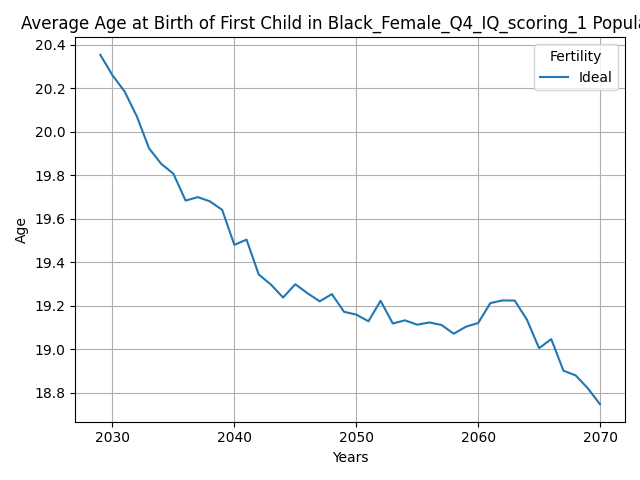 Average Age at Birth of First Child in Black_Female_Q4_IQ_scoring_1 Popula
20.4
20.2
20.0
19.8
19.6
19.4
19.2
19.0
18.8
Age
Fertility
Ideal
2030 2040 2050 2060 2070
Years